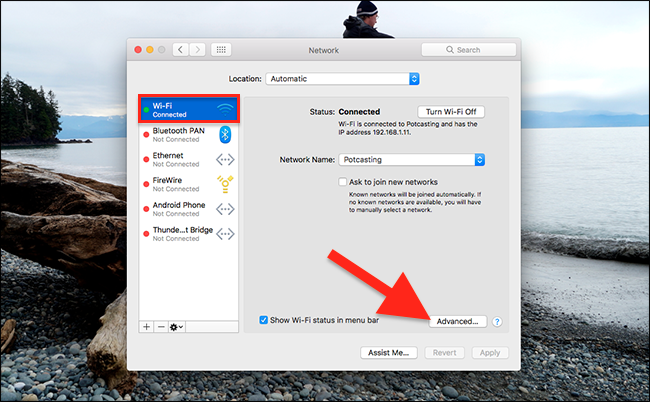 Network
Search
Location: Automatic
Wi-Fi
Connected
Bluetooth PAN
Not Connected
Ethernet
Not Connected
FireWire
Not Connected
Android Phone
Not Connected
Thunde...t Bridge
Not Connected
Status: Connected
Turn Wi-Fi Off
Wi-Fi is connected to Potcasting and has the
IP address 192.168.1.11.
Network Name: Potcasting
Ask to join new networks
Known networks will be joined automatically. If
no known networks are available, you will have
to manually select a network.
Show Wi-Fi status in menu bar
Advanced...
?
Assist Me...
Revert
Apply